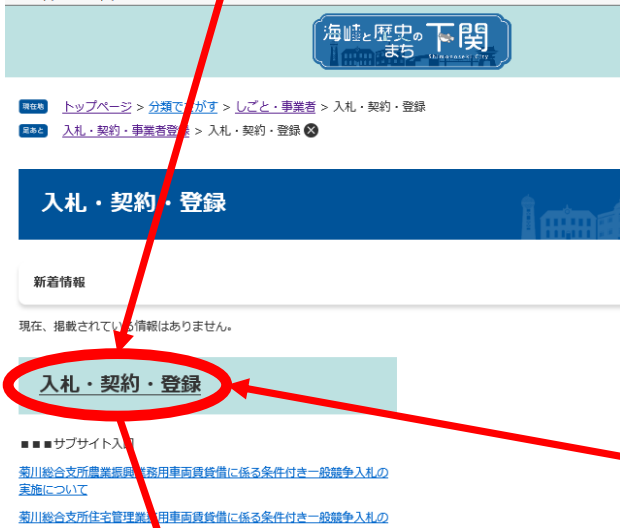 海峡と歴史の
まち
下関
Shimonoseki City
現在地 トップページ > 分類でさがす > しごと・事業者 > 入札・契約・登録
足あと 入札・契約・事業者登録 > 入札・契約・登録
入札・契約・登録
新着情報
現在、掲載されている情報はありません。
入札・契約・登録
■■■サブサイト入口
菊川総合支所農業振興業務用車両賃貸借に係る条件付き一般競争入札の
実施について
菊川総合支所住宅管理業務用車両賃貸借に係る条件付き一般競争入札の